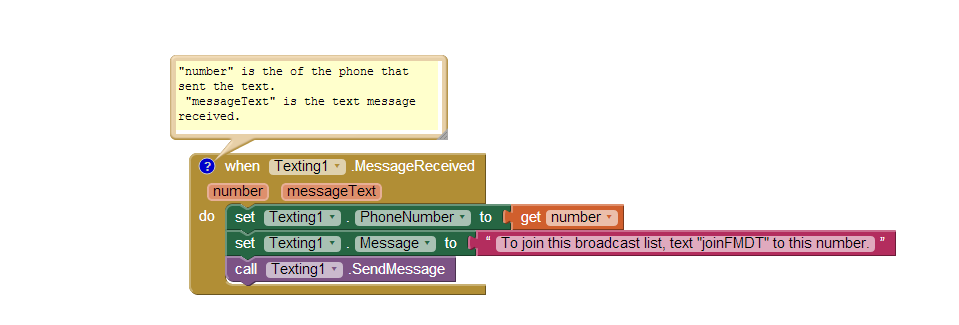 "number" is the of the phone that
sent the text.
"messageText" is the text message
received.
? when Texting1 .MessageReceived
number messageText
do set Texting1 . PhoneNumber to get number
set Texting1 . Message to " To join this broadcast list, text "joinFMDT" to this number. "
call Texting1 .SendMessage